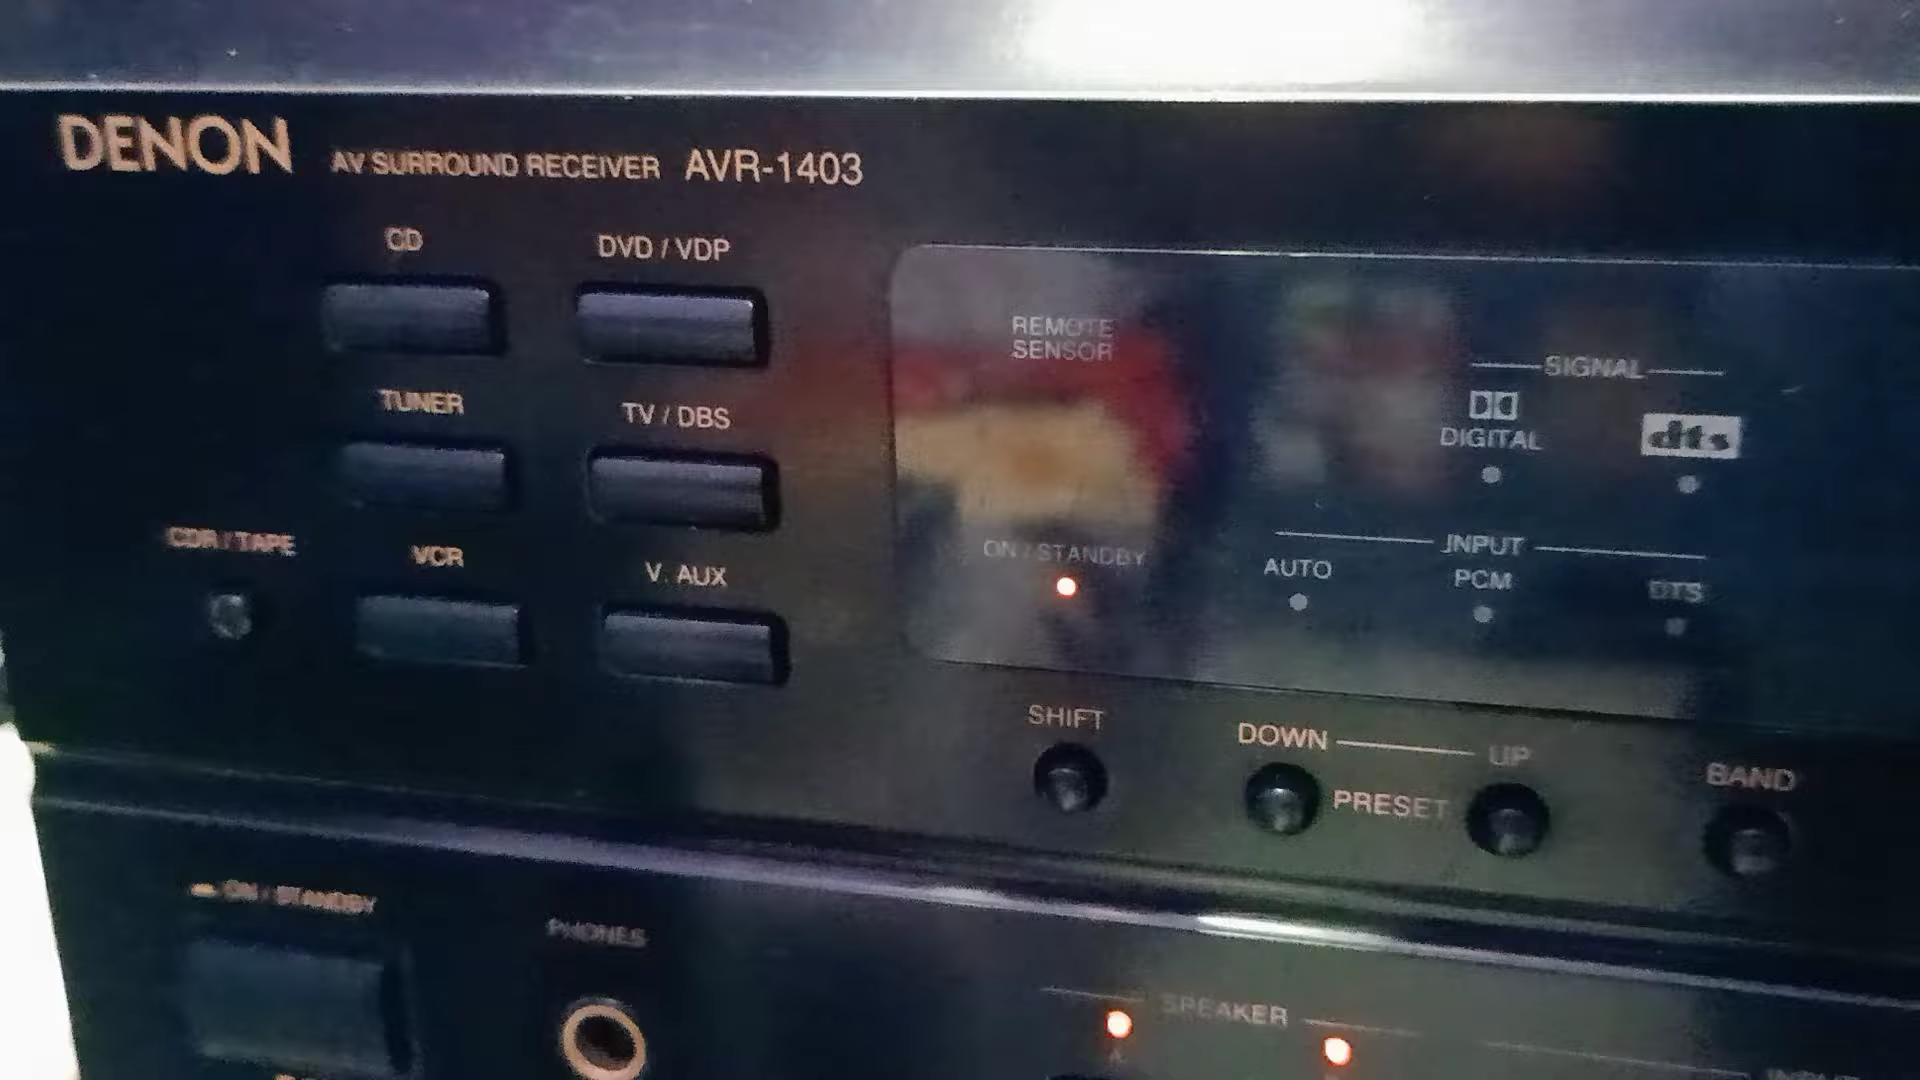 DENON AV SURROUND RECEIVER AVR-1403
CD
DVD / VDP
REMOTE
SENSOR
SIGNAL
DIGITAL
dts
TUNER
TV / DBS
CDR / TAPE
VCR
V. AUX
ON / STANDBY
INPUT
AUTO
PCM
DTS
SHIFT
DOWN
UP
PRESET
BAND
ON / STANDBY
PHONES
SPEAKER
A